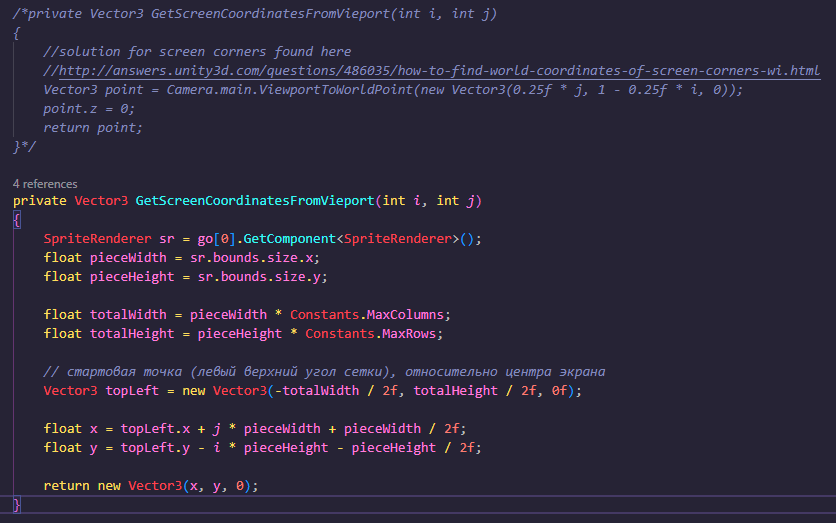 /*private Vector3 GetScreenCoordinatesFromVieport(int i, int j)
{
    //solution for screen corners found here
    //http://answers.unity3d.com/questions/486035/how-to-find-world-coordinates-of-screen-corners-wi.html
    Vector3 point = Camera.main.ViewportToWorldPoint(new Vector3(0.25f * j, 1 - 0.25f * i, 0));
    point.z = 0;
    return point;
}*/
4 references
private Vector3 GetScreenCoordinatesFromVieport(int i, int j)
{
    SpriteRenderer sr = go[0].GetComponent<SpriteRenderer>();
    float pieceWidth = sr.bounds.size.x;
    float pieceHeight = sr.bounds.size.y;
    float totalWidth = pieceWidth * Constants.MaxColumns;
    float totalHeight = pieceHeight * Constants.MaxRows;
    // стартовая точка (левый верхний угол сетки), относительно центра экрана
    Vector3 topLeft = new Vector3(-totalWidth / 2f, totalHeight / 2f, 0f);
    float x = topLeft.x + j * pieceWidth + pieceWidth / 2f;
    float y = topLeft.y - i * pieceHeight - pieceHeight / 2f;
    return new Vector3(x, y, 0);
}